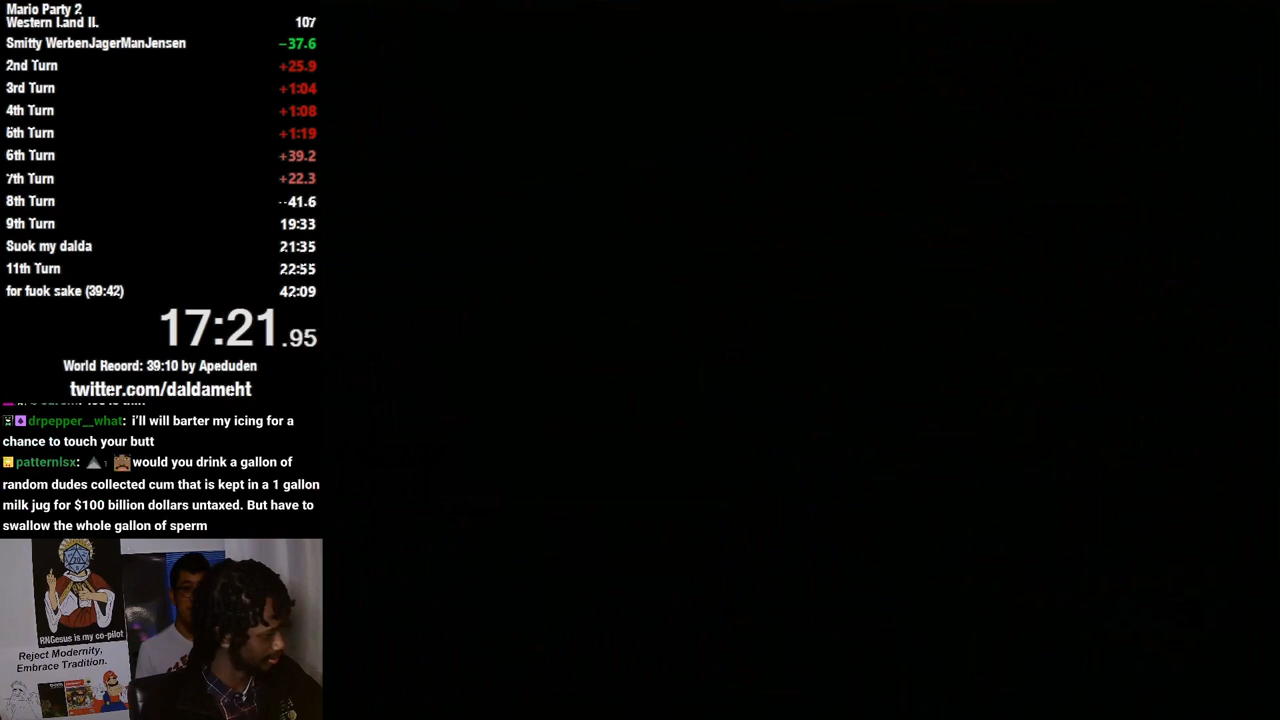 Mario Party 2
Western Land II.
107
Smitty WerbenJagerManJensen -37.6
2nd Turn +25.9
3rd Turn +1:04
4th Turn +1:08
5th Turn +1:19
6th Turn +39.2
7th Turn +22.3
8th Turn -41.6
9th Turn 19:33
Suok my dalda 21:35
11th Turn 22:55
for fuok sake (39:42) 42:09
17:21.95
World Reoord: 39:10 by Apeduden
twitter.com/daldameht
drpepper__what: i'll will barter my icing for a
chance to touch your butt
patternlsx: would you drink a gallon of
random dudes collected cum that is kept in a 1 gallon
milk jug for $100 billion dollars untaxed. But have to
swallow the whole gallon of sperm
RNGesus is my co-pilot
Reject Modernity,
Embrace Tradition.